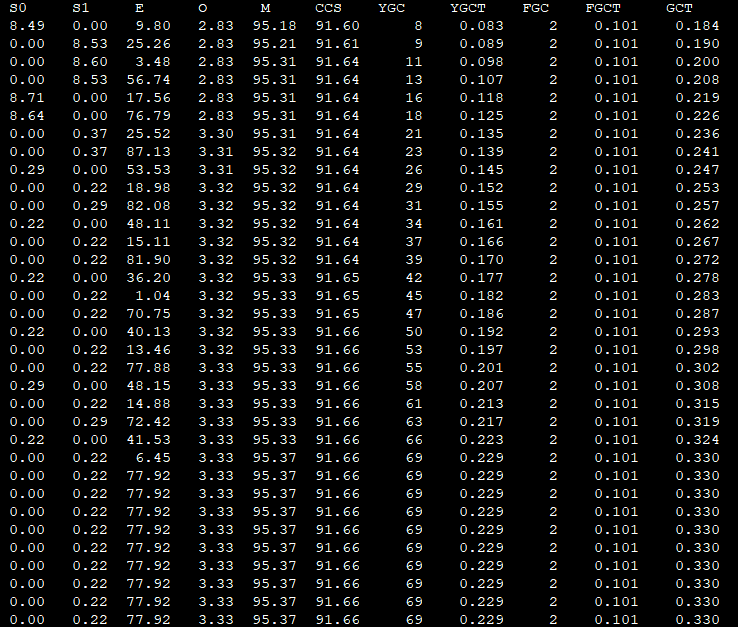 S0 S1 E O M CCS YGC YGCT FGC FGCT GCT
8.49 0.00 9.80 2.83 95.18 91.60 8 0.083 2 0.101 0.184
0.00 8.53 25.26 2.83 95.21 91.61 9 0.089 2 0.101 0.190
0.00 8.60 3.48 2.83 95.31 91.64 11 0.098 2 0.101 0.200
0.00 8.53 56.74 2.83 95.31 91.64 13 0.107 2 0.101 0.208
8.71 0.00 17.56 2.83 95.31 91.64 16 0.118 2 0.101 0.219
8.64 0.00 76.79 2.83 95.31 91.64 18 0.125 2 0.101 0.226
0.00 0.37 25.52 3.30 95.31 91.64 21 0.135 2 0.101 0.236
0.00 0.37 87.13 3.31 95.32 91.64 23 0.139 2 0.101 0.241
0.29 0.00 53.53 3.31 95.32 91.64 26 0.145 2 0.101 0.247
0.00 0.22 18.98 3.32 95.32 91.64 29 0.152 2 0.101 0.253
0.00 0.29 82.08 3.32 95.32 91.64 31 0.155 2 0.101 0.257
0.22 0.00 48.11 3.32 95.32 91.64 34 0.161 2 0.101 0.262
0.00 0.22 15.11 3.32 95.32 91.64 37 0.166 2 0.101 0.267
0.00 0.22 81.90 3.32 95.32 91.64 39 0.170 2 0.101 0.272
0.22 0.00 36.20 3.32 95.33 91.65 42 0.177 2 0.101 0.278
0.00 0.22 1.04 3.32 95.33 91.65 45 0.182 2 0.101 0.283
0.00 0.22 70.75 3.32 95.33 91.65 47 0.186 2 0.101 0.287
0.22 0.00 40.13 3.32 95.33 91.66 50 0.192 2 0.101 0.293
0.00 0.22 13.46 3.32 95.33 91.66 53 0.197 2 0.101 0.298
0.00 0.22 77.88 3.33 95.33 91.66 55 0.201 2 0.101 0.302
0.29 0.00 48.15 3.33 95.33 91.66 58 0.207 2 0.101 0.308
0.00 0.22 14.88 3.33 95.33 91.66 61 0.213 2 0.101 0.315
0.00 0.29 72.42 3.33 95.33 91.66 63 0.217 2 0.101 0.319
0.22 0.00 41.53 3.33 95.33 91.66 66 0.223 2 0.101 0.324
0.00 0.22 6.45 3.33 95.37 91.66 69 0.229 2 0.101 0.330
0.00 0.22 77.92 3.33 95.37 91.66 69 0.229 2 0.101 0.330
0.00 0.22 77.92 3.33 95.37 91.66 69 0.229 2 0.101 0.330
0.00 0.22 77.92 3.33 95.37 91.66 69 0.229 2 0.101 0.330
0.00 0.22 77.92 3.33 95.37 91.66 69 0.229 2 0.101 0.330
0.00 0.22 77.92 3.33 95.37 91.66 69 0.229 2 0.101 0.330
0.00 0.22 77.92 3.33 95.37 91.66 69 0.229 2 0.101 0.330
0.00 0.22 77.92 3.33 95.37 91.66 69 0.229 2 0.101 0.330
0.00 0.22 77.92 3.33 95.37 91.66 69 0.229 2 0.101 0.330
0.00 0.22 77.92 3.33 95.37 91.66 69 0.229 2 0.101 0.330